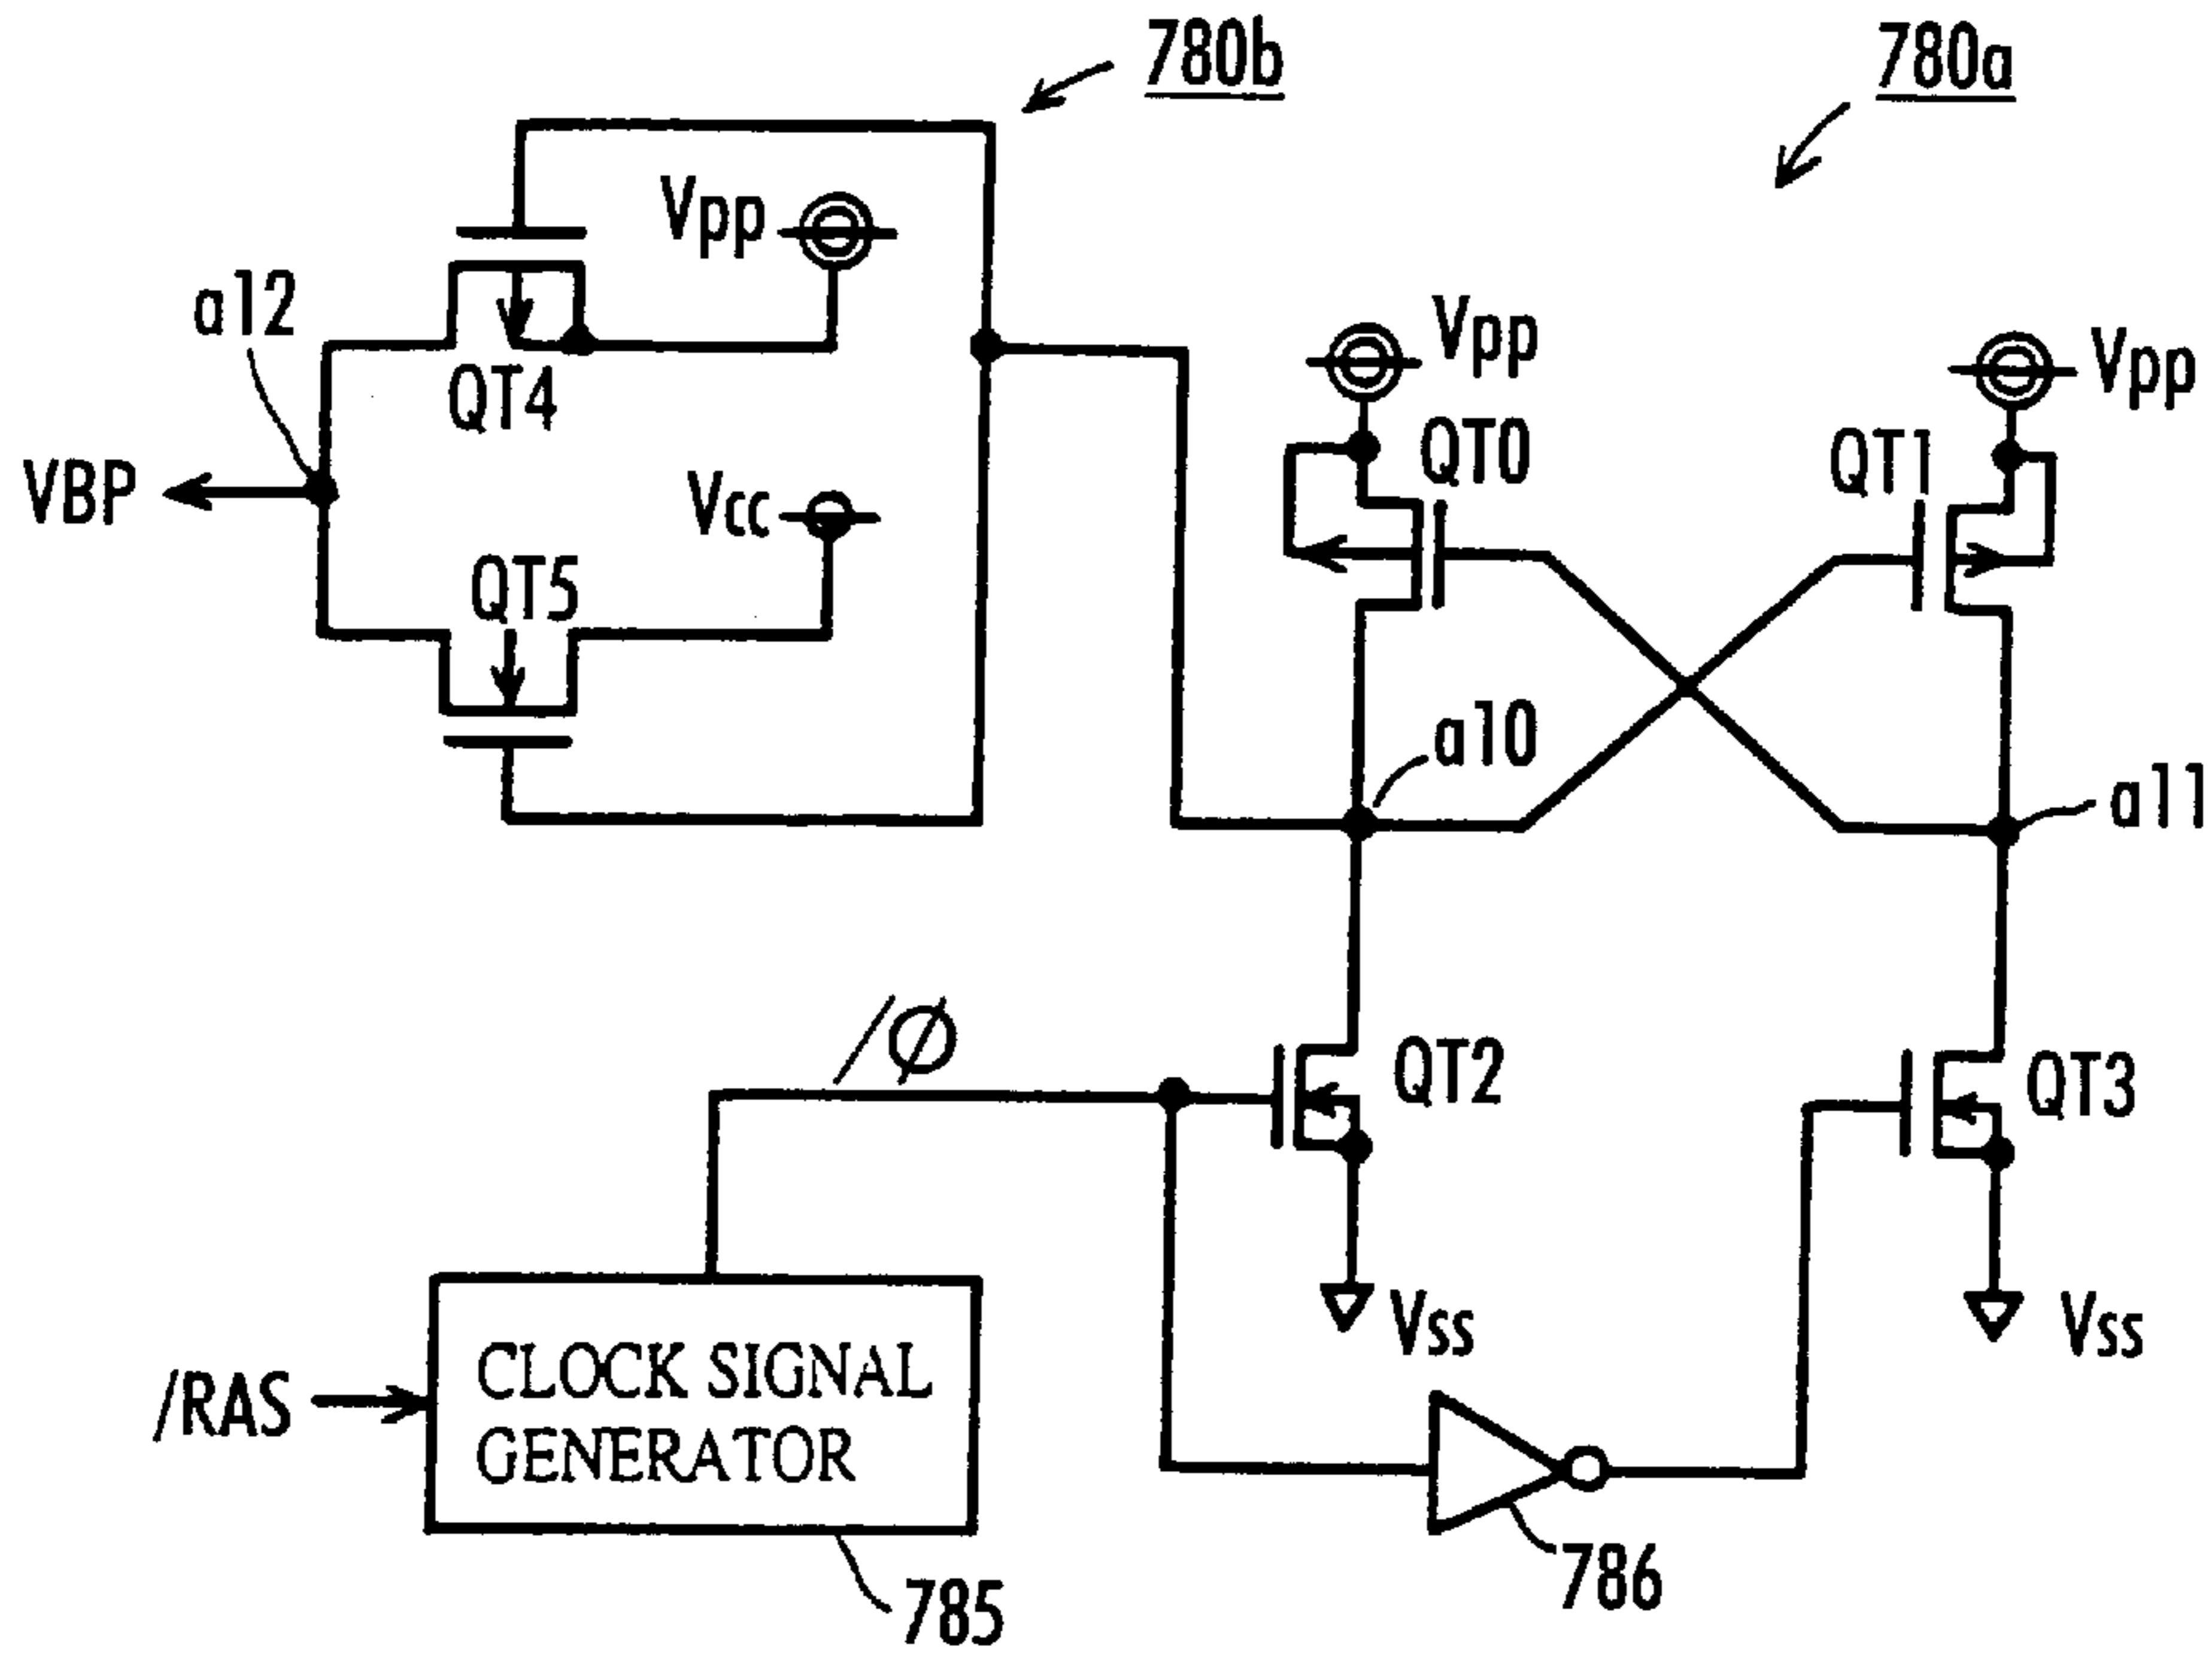 780b
780a
Vpp
a12
QT4
VBP
Vcc
QT5
Vpp
QT0
Vpp
QT1
a10
a11
/Ø
QT2
QT3
Vss
Vss
/RAS
CLOCK SIGNAL
GENERATOR
785
786